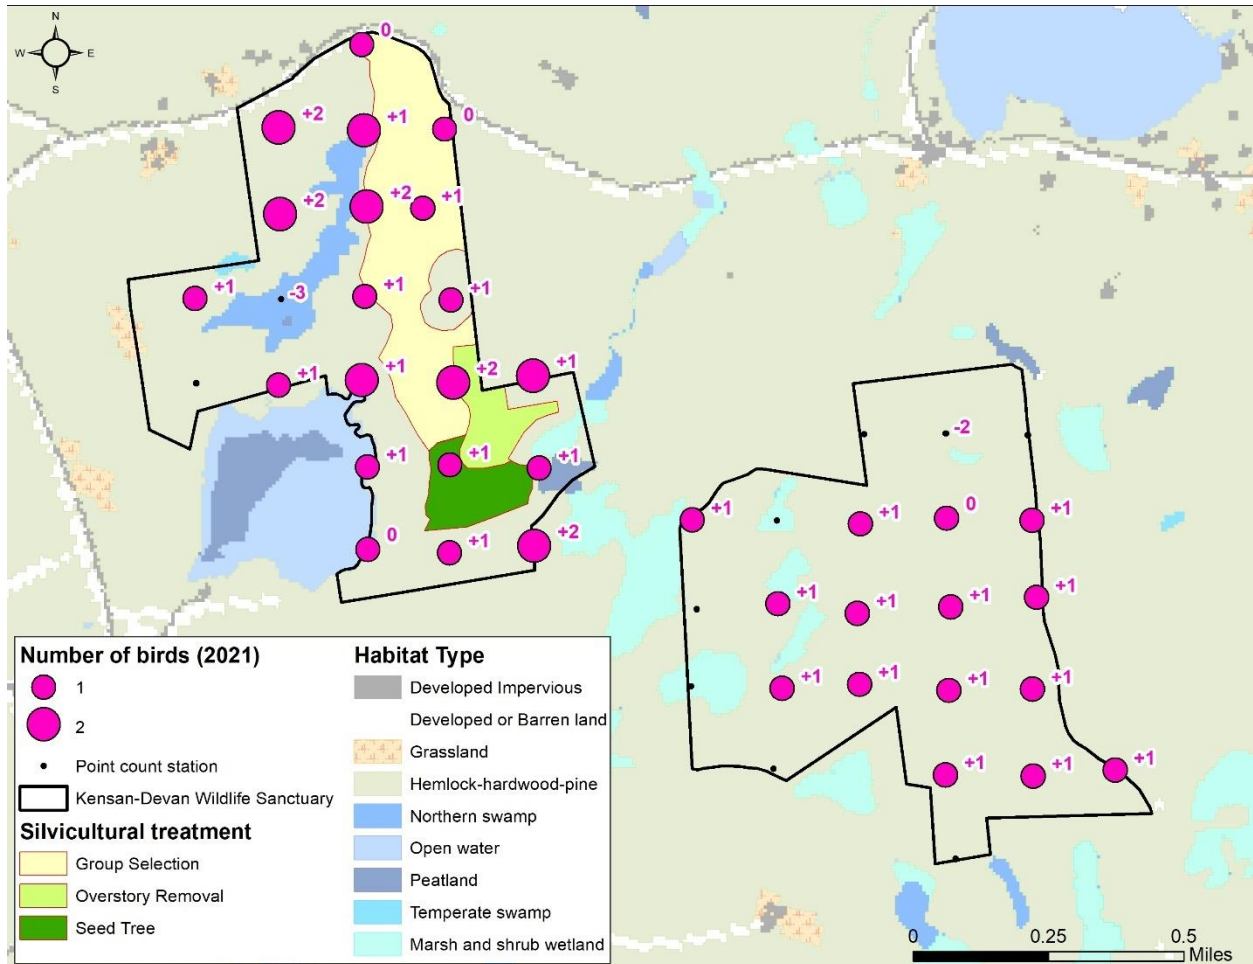 N
W E
S
0
+2
+1
0
+2
+2
+1
+1
-3
+1
+1
+1
+1
+2
+1
+1
+1
+1
0
+1
+2
-2
+1
+1
0
+1
+1
+1
+1
+1
+1
+1
+1
+1
+1
+1
+1
Number of birds (2021)
1
2
Point count station
Kensan-Devan Wildlife Sanctuary
Silvicultural treatment
Group Selection
Overstory Removal
Seed Tree
Habitat Type
Developed Impervious
Developed or Barren land
Grassland
Hemlock-hardwood-pine
Northern swamp
Open water
Peatland
Temperate swamp
Marsh and shrub wetland
0 0.25 0.5
Miles